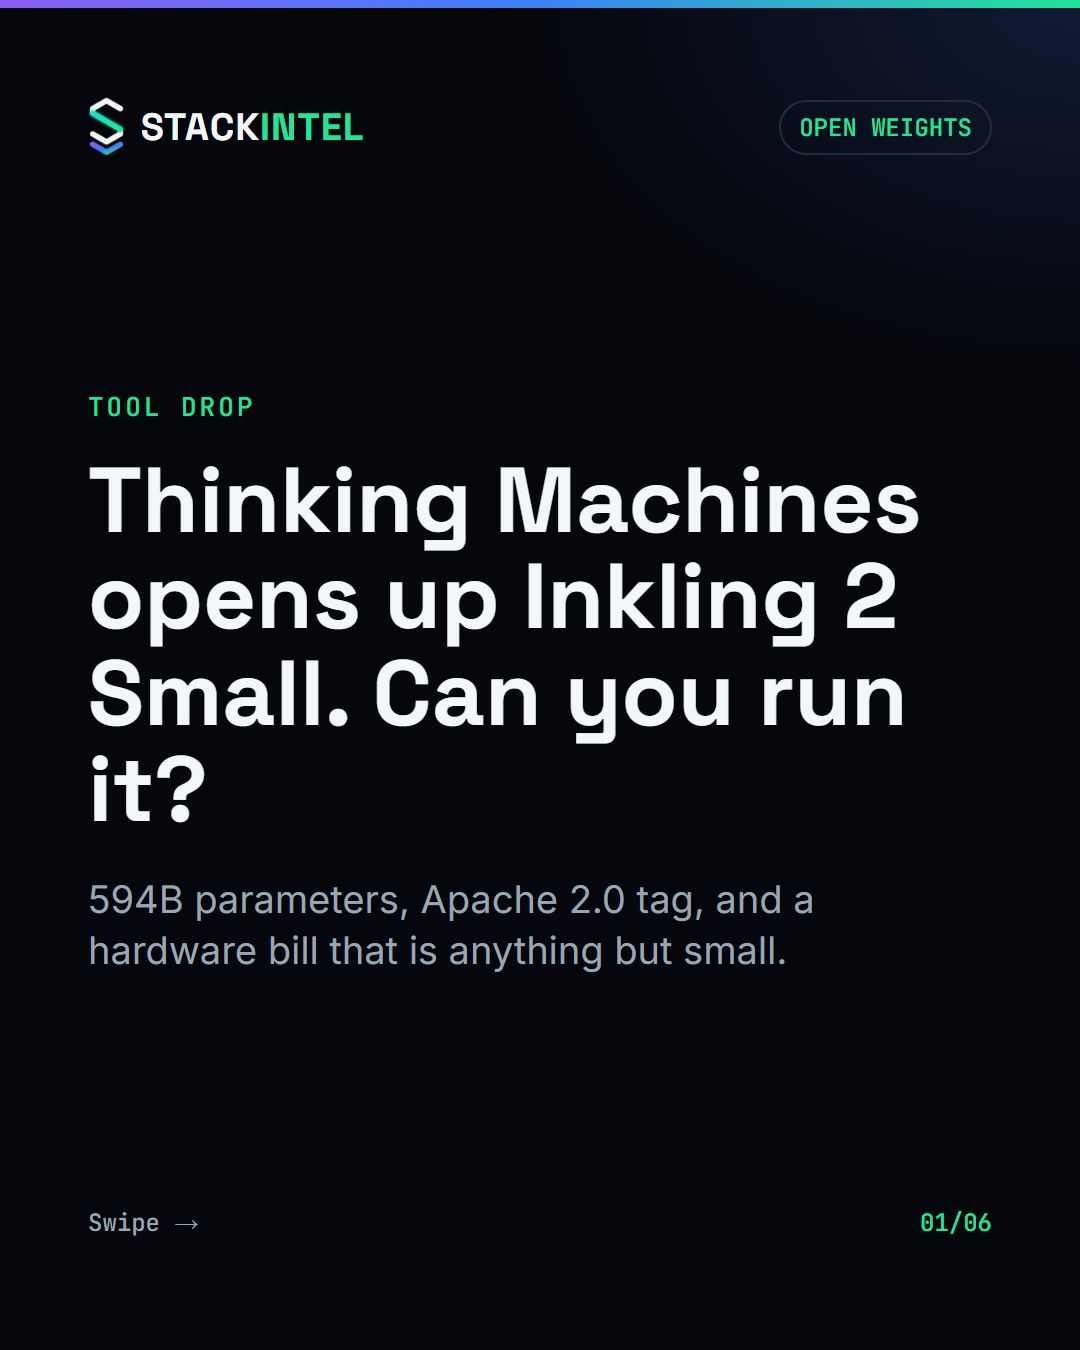 STACKINTEL
OPEN WEIGHTS
TOOL DROP
Thinking Machines
opens up Inkling 2
Small. Can you run
it?
594B parameters, Apache 2.0 tag, and a
hardware bill that is anything but small.
Swipe →
01/06